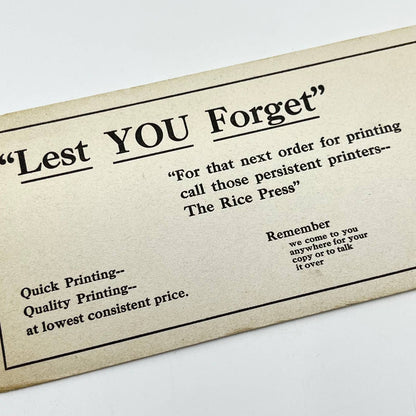 "Lest YOU Forget"
"For that next order for printing
call those persistent printers--
The Rice Press"
Remember
we come to you
anywhere for your
copy or to talk
it over
Quick Printing--
Quality Printing--
at lowest consistent price.